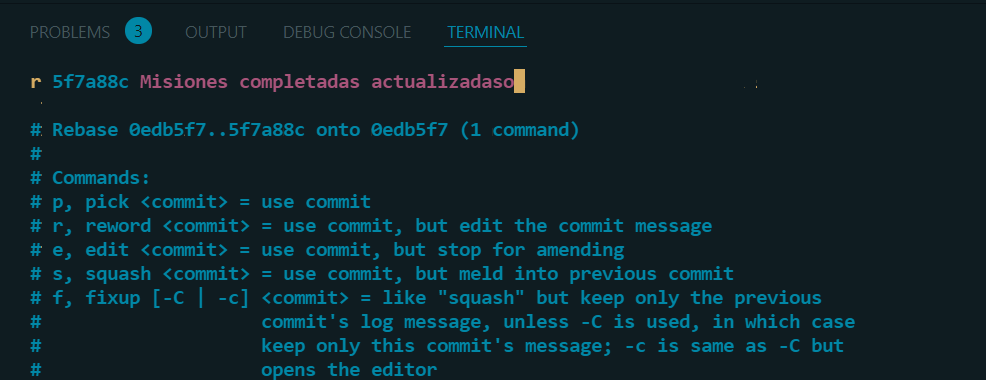 PROBLEMS 3 OUTPUT DEBUG CONSOLE TERMINAL
r 5f7a88c Misiones completadas actualizadaso
# Rebase 0edb5f7..5f7a88c onto 0edb5f7 (1 command)
#
# Commands:
# p, pick <commit> = use commit
# r, reword <commit> = use commit, but edit the commit message
# e, edit <commit> = use commit, but stop for amending
# s, squash <commit> = use commit, but meld into previous commit
# f, fixup [-C | -c] <commit> = like "squash" but keep only the previous
# commit's log message, unless -C is used, in which case
# keep only this commit's message; -c is same as -C but
# opens the editor